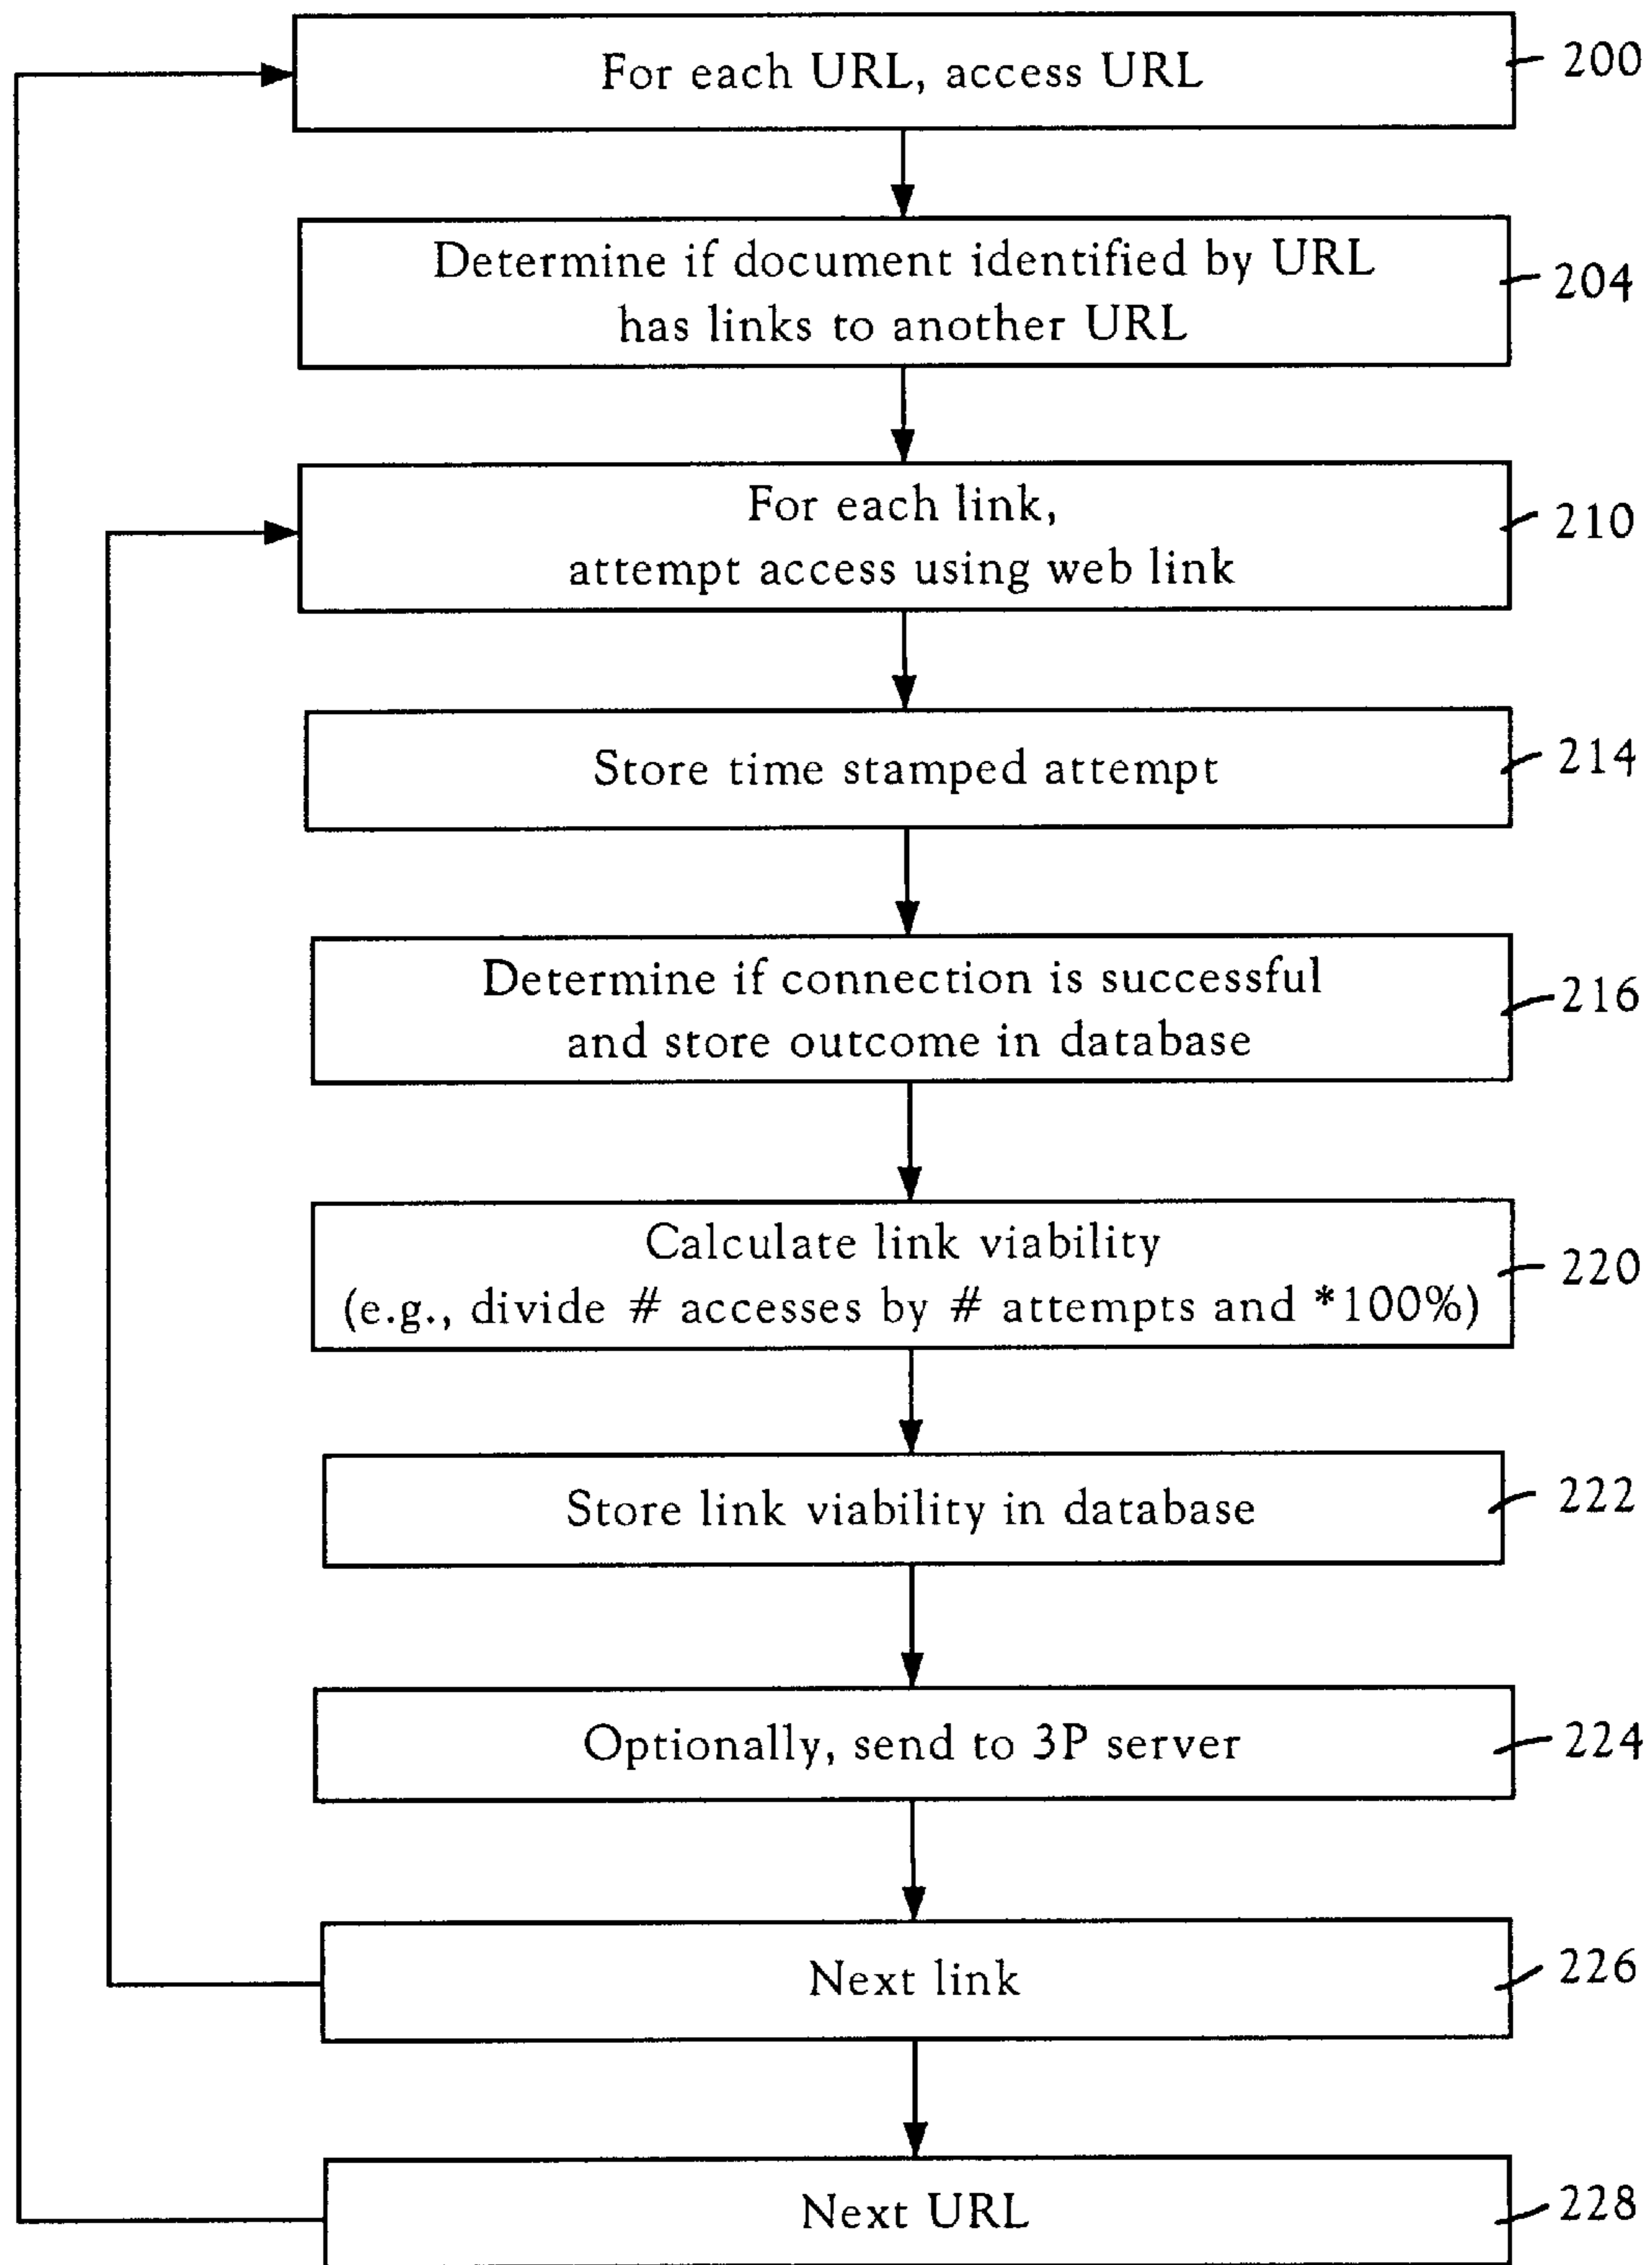 For each URL, access URL
200
Determine if document identified by URL
has links to another URL
204
For each link,
attempt access using web link
210
Store time stamped attempt
214
Determine if connection is successful
and store outcome in database
216
Calculate link viability
(e.g., divide # accesses by # attempts and *100%)
220
Store link viability in database
222
Optionally, send to 3P server
224
Next link
226
Next URL
228